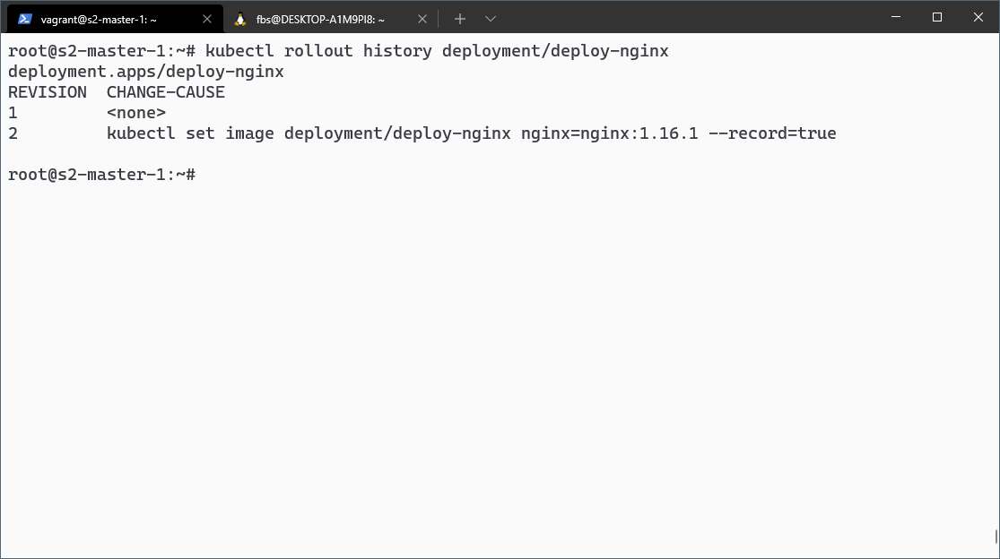 vagrant@s2-master-1: ~
fbs@DESKTOP-A1M9PI8: ~
root@s2-master-1:~# kubectl rollout history deployment/deploy-nginx
deployment.apps/deploy-nginx
REVISION  CHANGE-CAUSE
1         <none>
2         kubectl set image deployment/deploy-nginx nginx=nginx:1.16.1 --record=true
root@s2-master-1:~#